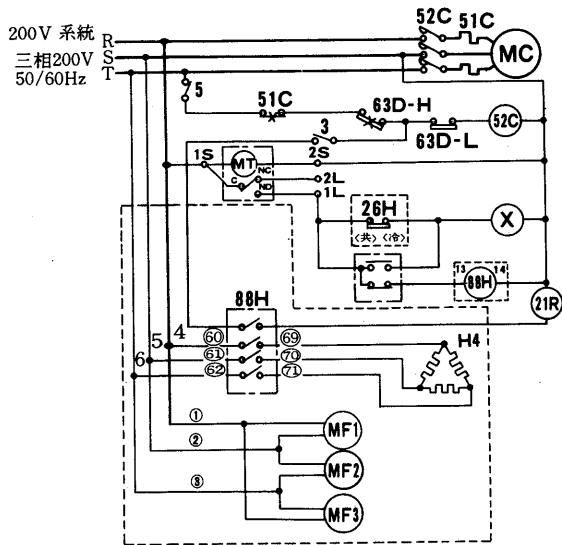 52C 51C
200V 系統 R
三相200V S
50/60Hz T
MC
5
51C
63D-H
52C
3
63D-L
1S
MT
NC
2S
C
NO
2L
1L
26H
〈共〉〈冷〉
X
13 14
88H
21R
88H
5 4
60 69
H4
6
61 70
62 71
①
MF1
②
MF2
③
MF3